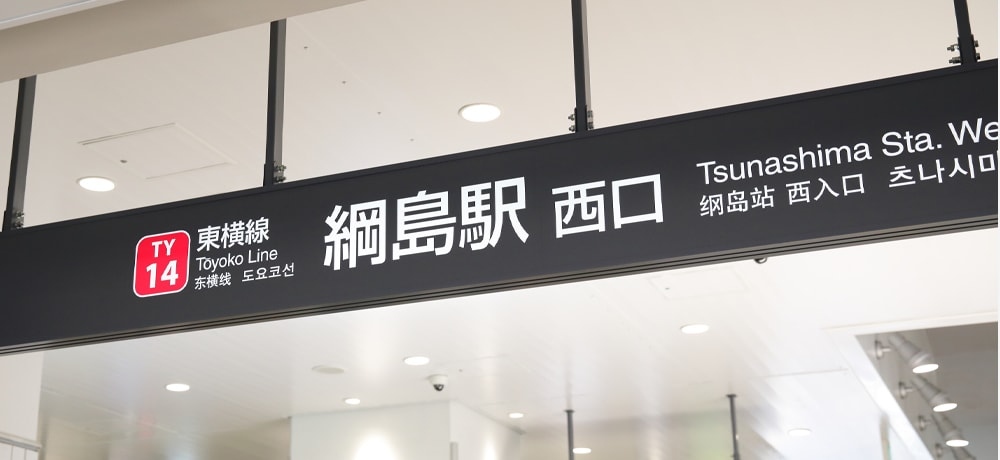 TY
14
東横線
Tōyoko Line
东横线 도요코선
綱島駅 西口
Tsunashima Sta. We
纲岛站 西入口 츠나시마